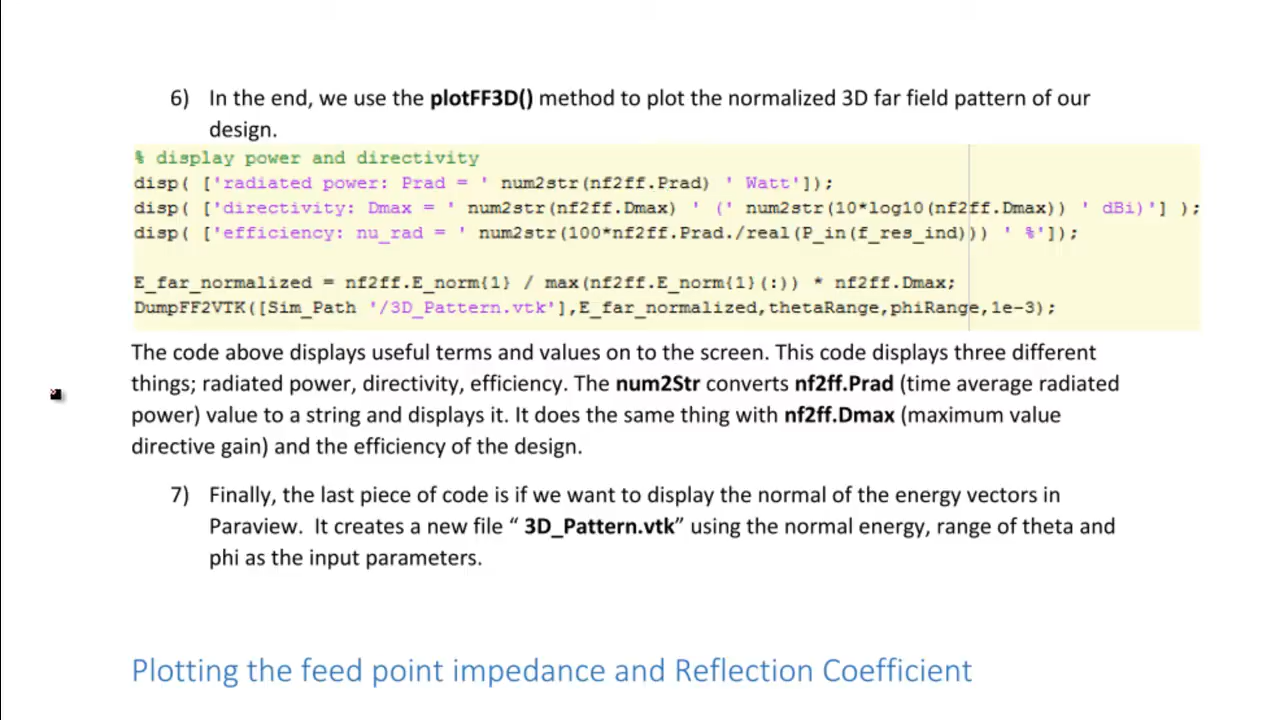 6) In the end, we use the plotFF3D() method to plot the normalized 3D far field pattern of our
design.
% display power and directivity
disp( ['radiated power: Prad = ' num2str(nf2ff.Prad) ' Watt']);
disp( ['directivity: Dmax = ' num2str(nf2ff.Dmax) ' (' num2str(10*log10(nf2ff.Dmax)) ' dBi)'] );
disp( ['efficiency: nu_rad = ' num2str(100*nf2ff.Prad./real(P_in(f_res_ind))) ' %']);
E_far_normalized = nf2ff.E_norm{1} / max(nf2ff.E_norm{1}(:)) * nf2ff.Dmax;
DumpFF2VTK([Sim_Path '/3D_Pattern.vtk'],E_far_normalized,thetaRange,phiRange,1e-3);
The code above displays useful terms and values on to the screen. This code displays three different
things; radiated power, directivity, efficiency. The num2Str converts nf2ff.Prad (time average radiated
power) value to a string and displays it. It does the same thing with nf2ff.Dmax (maximum value
directive gain) and the efficiency of the design.
7) Finally, the last piece of code is if we want to display the normal of the energy vectors in
Paraview. It creates a new file “ 3D_Pattern.vtk” using the normal energy, range of theta and
phi as the input parameters.
Plotting the feed point impedance and Reflection Coefficient